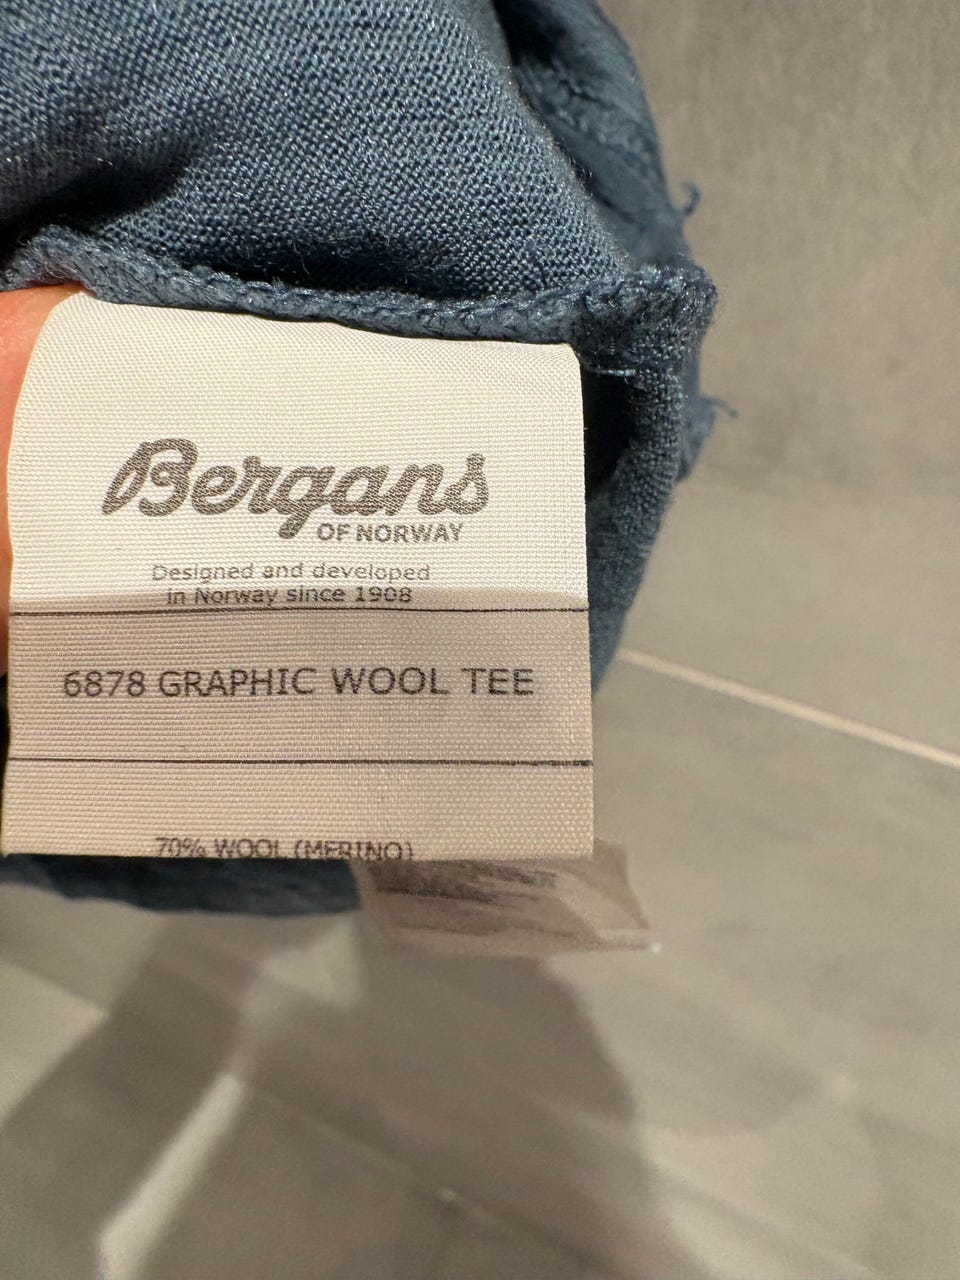 Bergans
OF NORWAY
Designed and developed
in Norway since 1908
6878 GRAPHIC WOOL TEE
70% WOOL (MERINO)